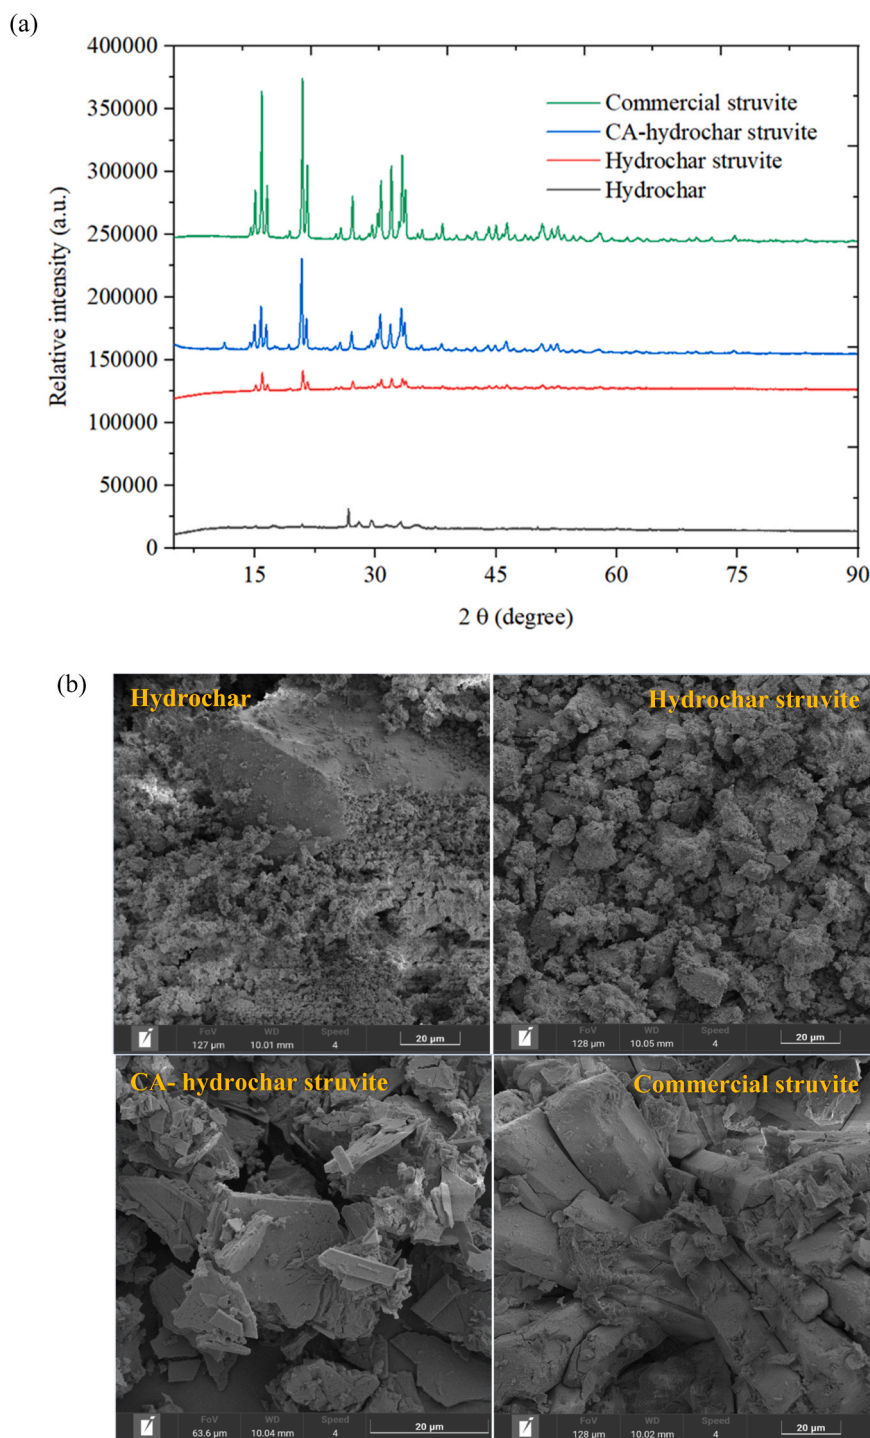 (a)
400000
350000
300000
250000
200000
150000
100000
50000
0
Relative intensity (a.u.)
Commercial struvite
CA-hydrochar struvite
Hydrochar struvite
Hydrochar
15 30 45 60 75 90
2 θ (degree)
(b)
Hydrochar
FoV WD Speed
127 µm 10.01 mm 4 20 µm
Hydrochar struvite
FoV WD Speed
128 µm 10.05 mm 4 20 µm
CA- hydrochar struvite
FoV WD Speed
63.6 µm 10.04 mm 4 20 µm
Commercial struvite
FoV WD Speed
128 µm 10.02 mm 4 20 µm